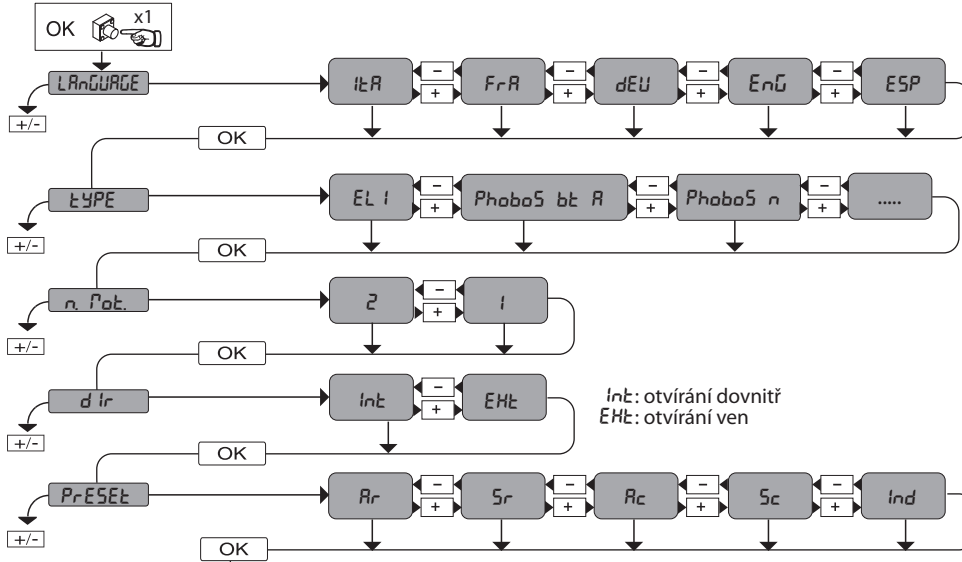 OK x1
LANGUAGE ItA - + FrA - + dEU - + EnG - + ESP
+/-
OK
tYPE EL I - + PhoboS bt A - + PhoboS n - + .....
+/-
OK
n. Mot. 2 - + 1
+/-
OK
dIr Int - + EHt
+/-
Int: otvírání dovnitř
EHt: otvírání ven
OK
PrESEt Ar - + Sr - + Ac - + Sc - + Ind
+/-
OK